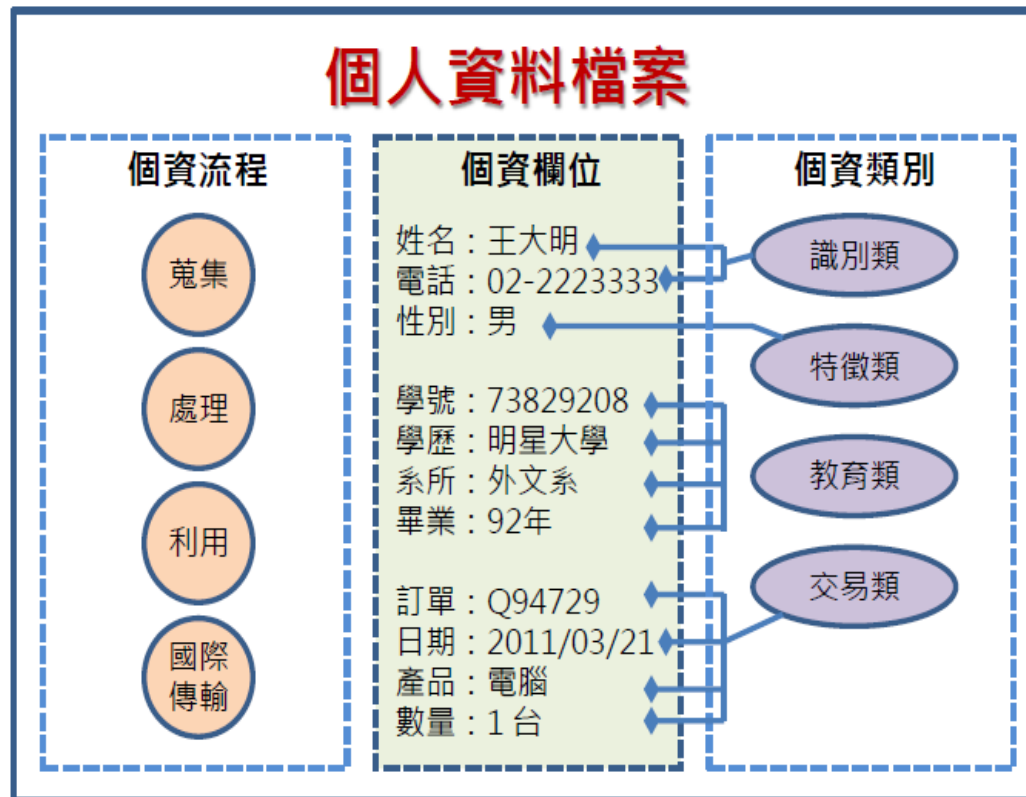 個人資料檔案
個資流程
蒐集
處理
利用
國際
傳輸
個資欄位
姓名：王大明
電話：02-2223333
性別：男
學號：73829208
學歷：明星大學
系所：外文系
畢業：92年
訂單：Q94729
日期：2011/03/21
產品：電腦
數量：1 台
個資類別
識別類
特徵類
教育類
交易類